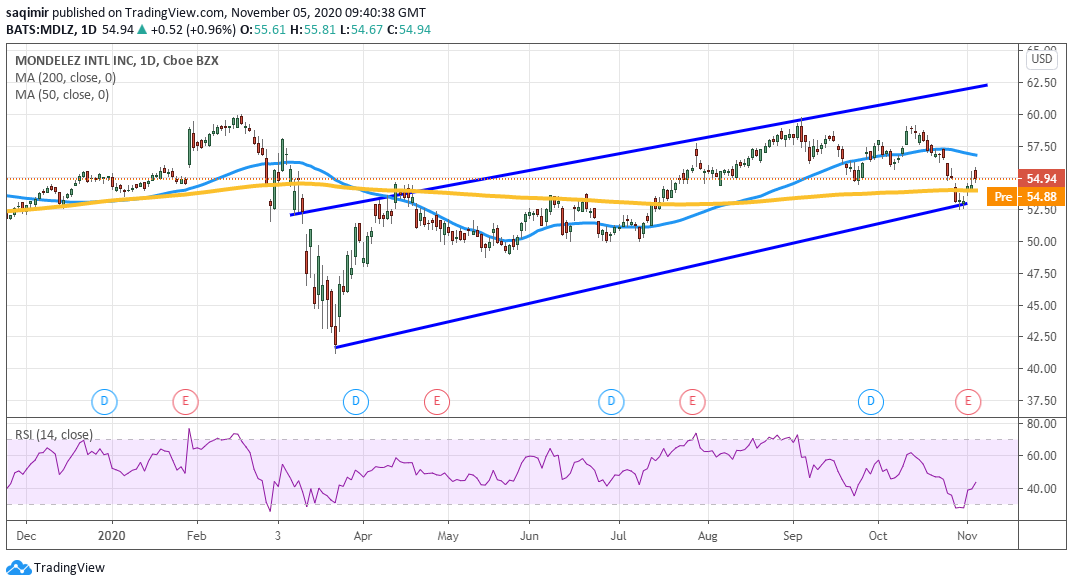 saqimir published on TradingView.com, November 05, 2020 09:40:38 GMT
BATS:MDLZ, 1D 54.94 ▲ +0.52 (+0.96%) O:55.61 H:55.81 L:54.67 C:54.94
MONDELEZ INTL INC, 1D, Cboe BZX
MA (200, close, 0)
MA (50, close, 0)
65.00
USD
62.50
60.00
57.50
54.94
Pre 54.88
52.50
50.00
47.50
45.00
42.50
40.00
37.50
D E D E D E D E
RSI (14, close)
80.00
60.00
40.00
Dec 2020 Feb 3 Apr May Jun Jul Aug Sep Oct Nov
TradingView